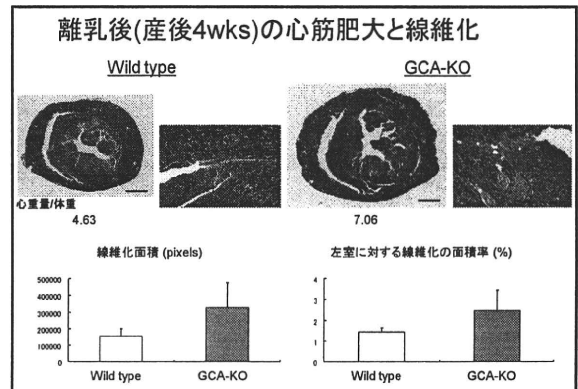 離乳後(産後4wks)の心筋肥大と線維化
Wild type GCA-KO
心重量/体重
4.63 7.06
線維化面積 (pixels)
500000
400000
300000
200000
100000
0
Wild type GCA-KO
左室に対する線維化の面積率 (%)
4
3
2
1
0
Wild type GCA-KO